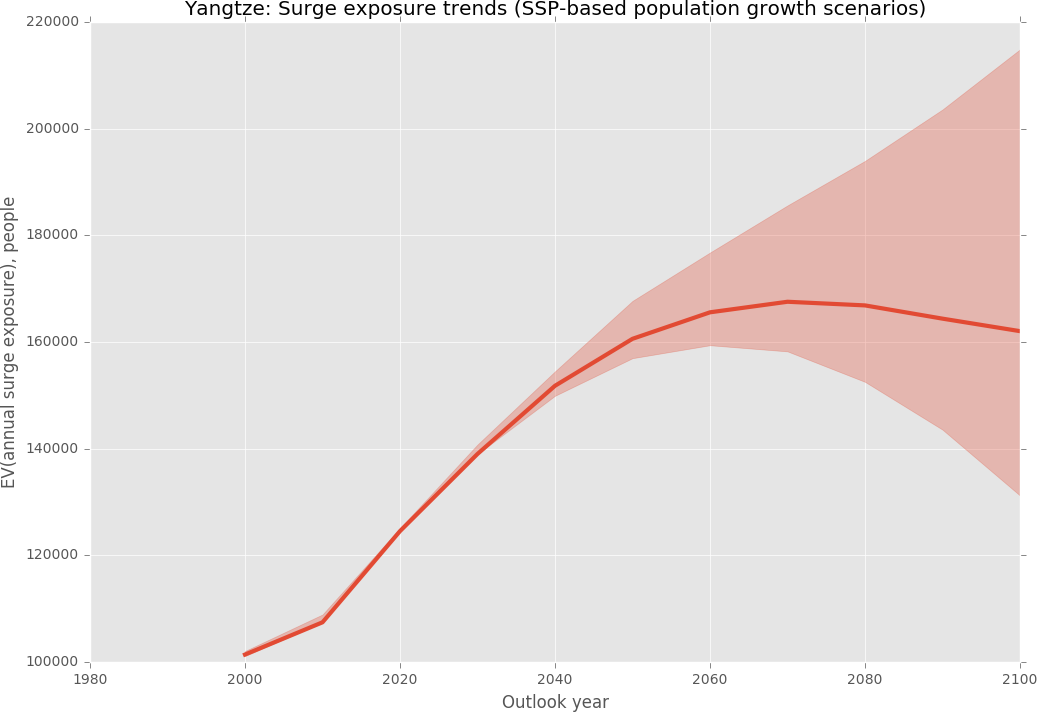 Yangtze: Surge exposure trends (SSP-based population growth scenarios)
220000
200000
180000
160000
140000
120000
100000
EV(annual surge exposure), people
1980 2000 2020 2040 2060 2080 2100
Outlook year